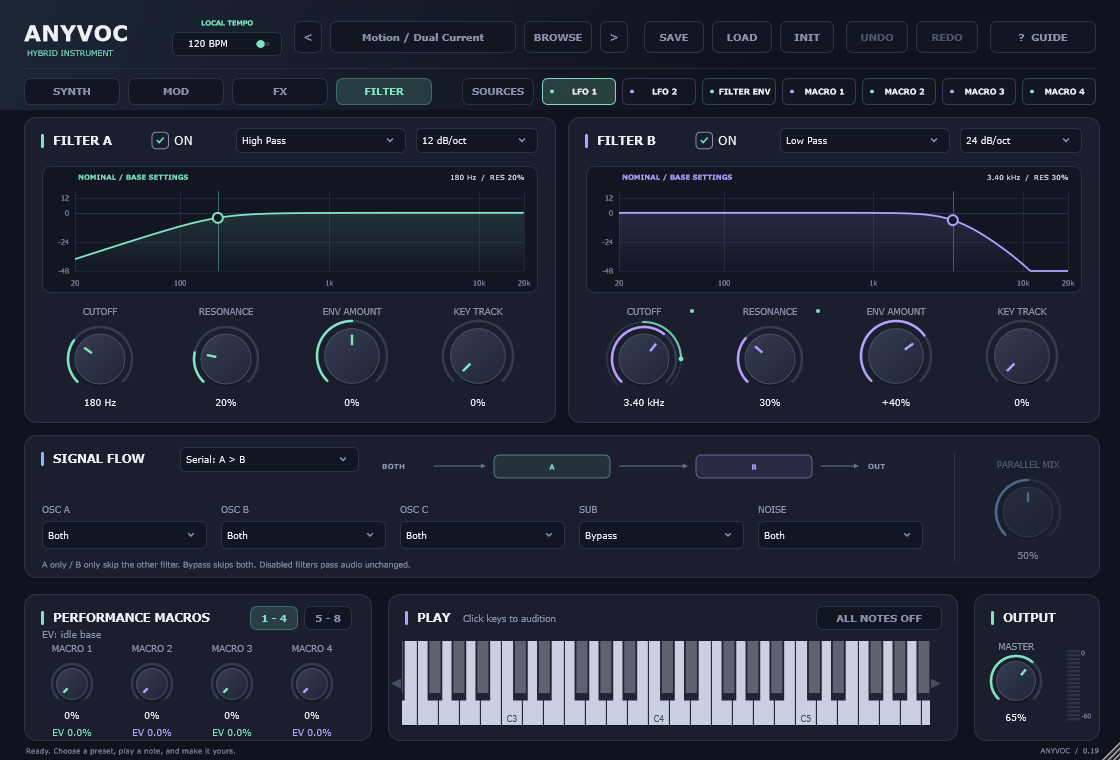 ANYVOC
HYBRID INSTRUMENT
LOCAL TEMPO
120 BPM
<
Motion / Dual Current
BROWSE
>
SAVE
LOAD
INIT
UNDO
REDO
? GUIDE
SYNTH
MOD
FX
FILTER
SOURCES
LFO 1
LFO 2
FILTER ENV
MACRO 1
MACRO 2
MACRO 3
MACRO 4
FILTER A
ON
High Pass
12 dB/oct
NOMINAL / BASE SETTINGS
180 Hz / RES 20%
12
0
-24
-48
20
100
1k
10k
20k
CUTOFF
RESONANCE
ENV AMOUNT
KEY TRACK
180 Hz
20%
0%
0%
FILTER B
ON
Low Pass
24 dB/oct
NOMINAL / BASE SETTINGS
3.40 kHz / RES 30%
12
0
-24
-48
20
100
1k
10k
20k
CUTOFF
RESONANCE
ENV AMOUNT
KEY TRACK
3.40 kHz
30%
+40%
0%
SIGNAL FLOW
Serial: A > B
BOTH
A
B
OUT
PARALLEL MIX
50%
OSC A
OSC B
OSC C
SUB
NOISE
Both
Both
Both
Bypass
Both
A only / B only skip the other filter. Bypass skips both. Disabled filters pass audio unchanged.
PERFORMANCE MACROS
1 - 4
5 - 8
EV: idle base
MACRO 1
MACRO 2
MACRO 3
MACRO 4
0%
0%
0%
0%
EV 0.0%
EV 0.0%
EV 0.0%
EV 0.0%
PLAY
Click keys to audition
ALL NOTES OFF
C3
C4
C5
OUTPUT
MASTER
65%
0
-60
Ready. Choose a preset, play a note, and make it yours.
ANYVOC / 0.19